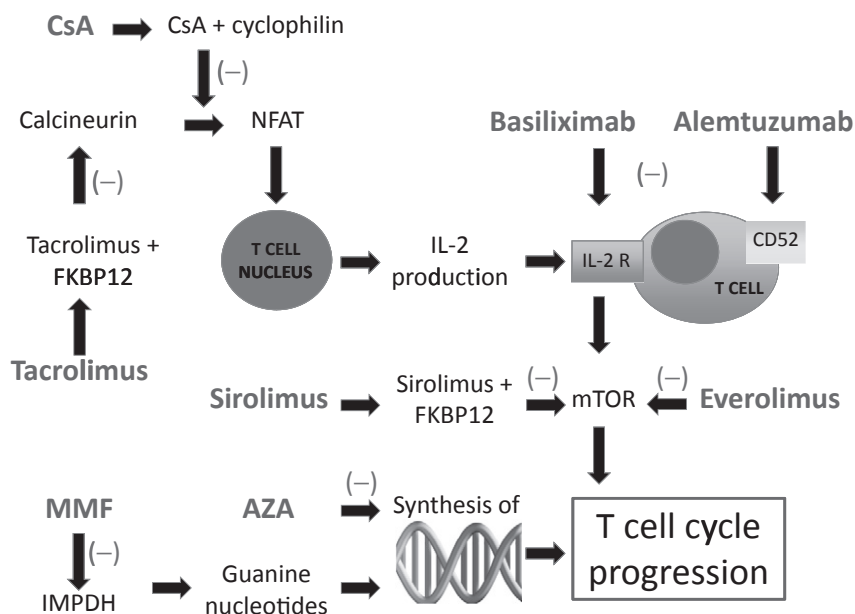 CsA
CsA + cyclophilin
(–)
Calcineurin
NFAT
Basiliximab
Alemtuzumab
(–)
(–)
Tacrolimus +
FKBP12
T CELL
NUCLEUS
IL-2
production
IL-2 R
CD52
T CELL
Tacrolimus
Sirolimus
Sirolimus +
FKBP12
(–)
mTOR
(–)
Everolimus
MMF
(–)
AZA
(–)
Synthesis of
T cell cycle
progression
IMPDH
Guanine
nucleotides